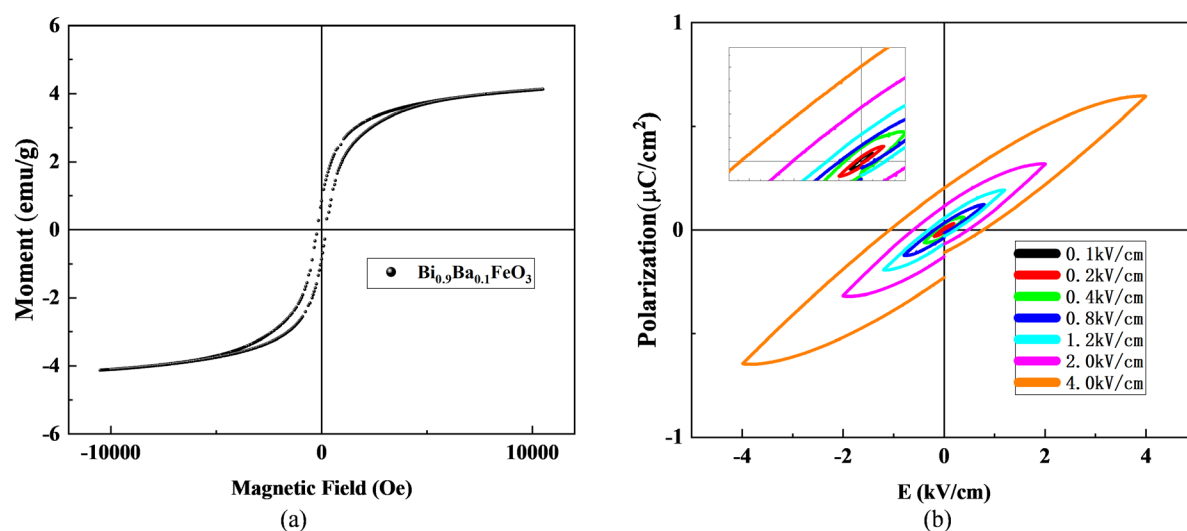 6
4
2
0
-2
-4
-6
Moment (emu/g)
Bi0.9Ba0.1FeO3
-10000
0
10000
Magnetic Field (Oe)
(a)
1
0
-1
Polarization(μC/cm2)
0.1kV/cm
0.2kV/cm
0.4kV/cm
0.8kV/cm
1.2kV/cm
2.0kV/cm
4.0kV/cm
-4
-2
0
2
4
E (kV/cm)
(b)